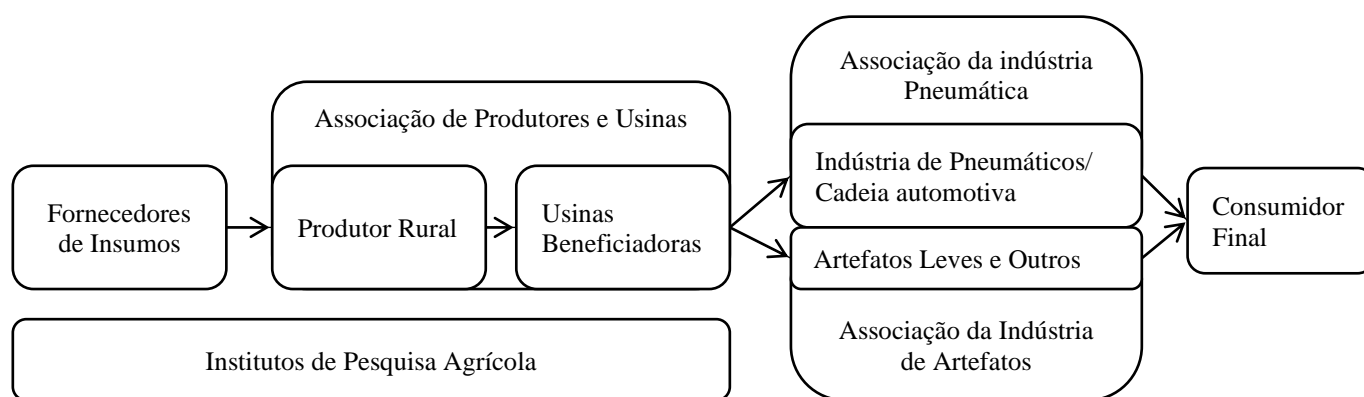 Fornecedores
de Insumos
Associação de Produtores e Usinas
Produtor Rural
Usinas
Beneficiadoras
Institutos de Pesquisa Agrícola
Associação da indústria
Pneumática
Indústria de Pneumáticos/
Cadeia automotiva
Artefatos Leves e Outros
Associação da Indústria
de Artefatos
Consumidor
Final